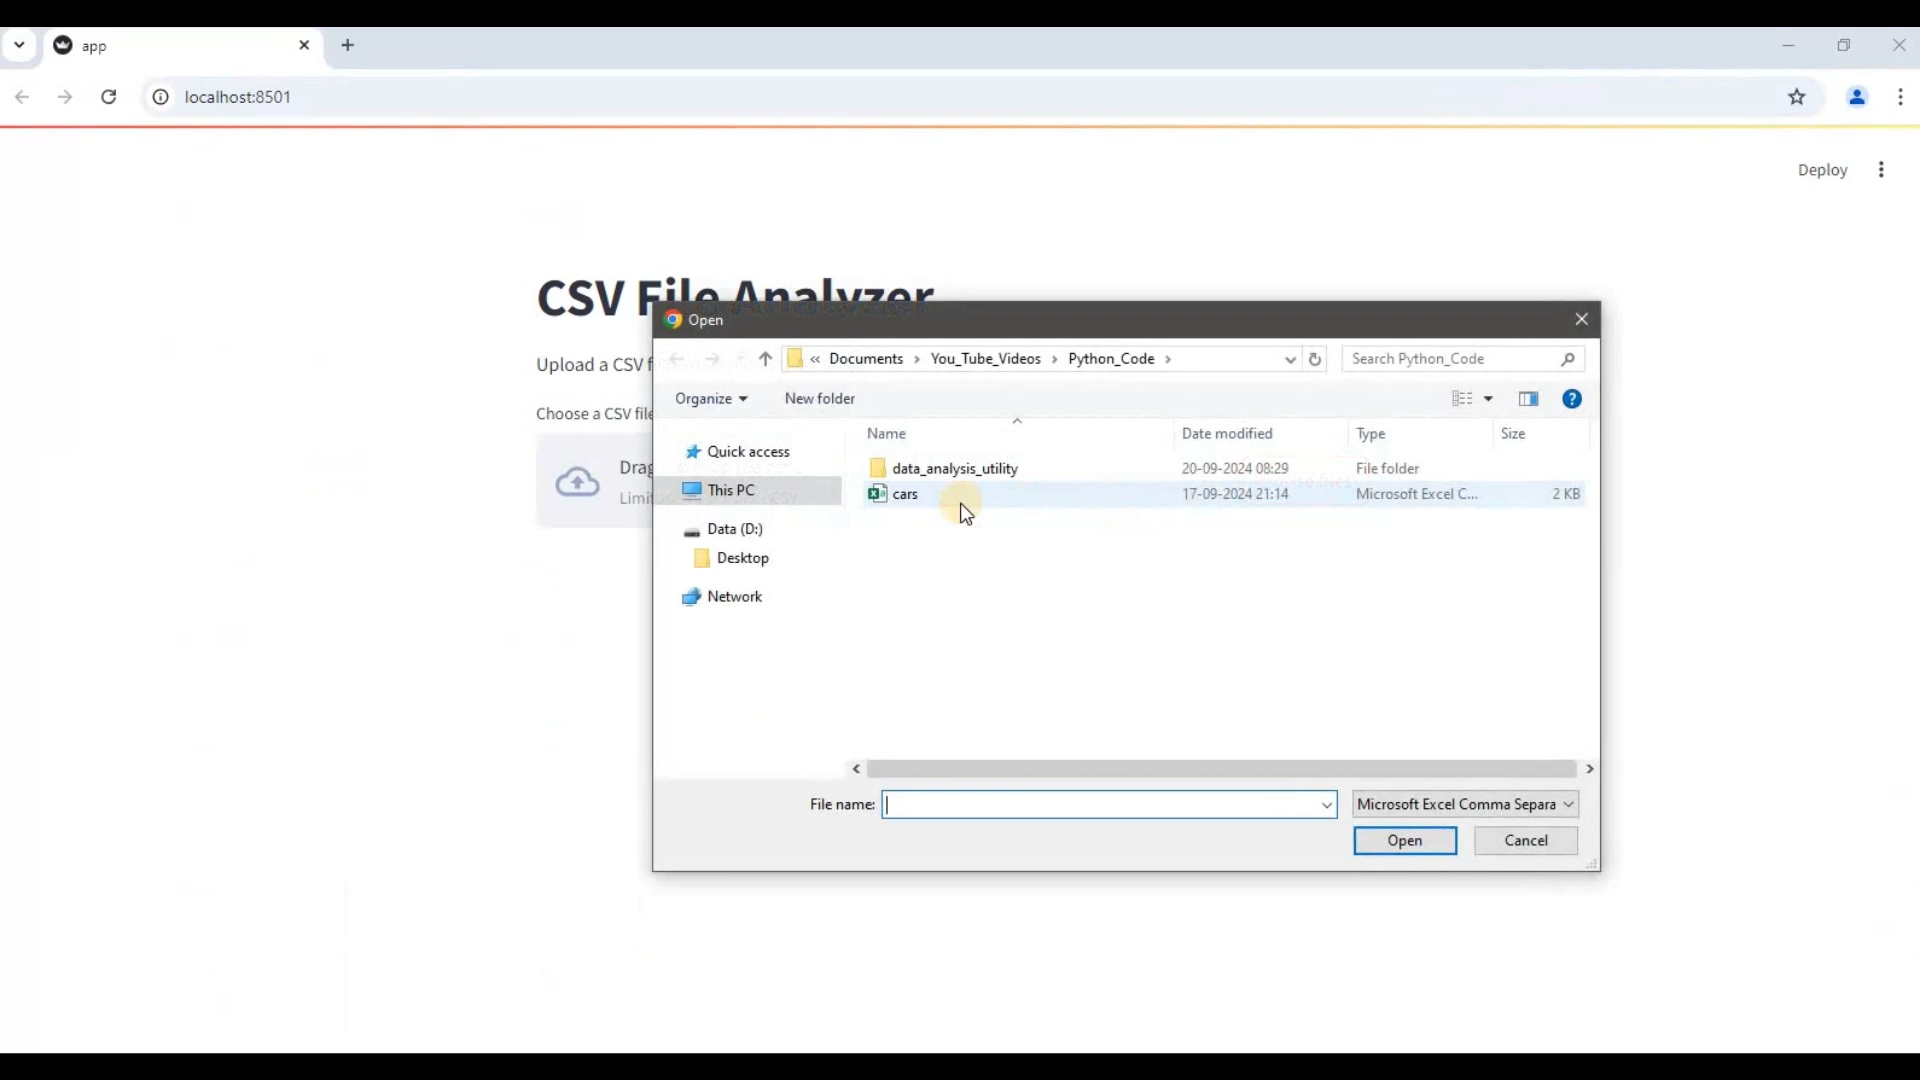 app
localhost:8501
Deploy
CSV File Analyzer
Upload a CSV
Choose a CSV file
Open
« Documents > You_Tube_Videos > Python_Code >
Search Python_Code
Organize
New folder
Name Date modified Type Size
Quick access
This PC
Data (D:)
Desktop
Network
data_analysis_utility 20-09-2024 08:29 File folder
cars 17-09-2024 21:14 Microsoft Excel C... 2 KB
File name:
Microsoft Excel Comma Separa
Open
Cancel